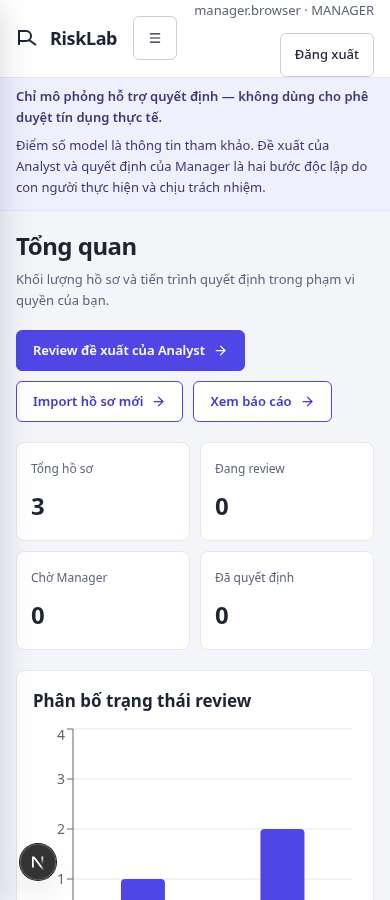 manager.browser · MANAGER
RiskLab
Đăng xuất
Chỉ mô phỏng hỗ trợ quyết định — không dùng cho phê
duyệt tín dụng thực tế.
Điểm số model là thông tin tham khảo. Đề xuất của
Analyst và quyết định của Manager là hai bước độc lập do
con người thực hiện và chịu trách nhiệm.
Tổng quan
Khối lượng hồ sơ và tiến trình quyết định trong phạm vi
quyền của bạn.
Review đề xuất của Analyst →
Import hồ sơ mới →
Xem báo cáo →
Tổng hồ sơ
3
Đang review
0
Chờ Manager
0
Đã quyết định
0
Phân bố trạng thái review
4
3
2
1
N